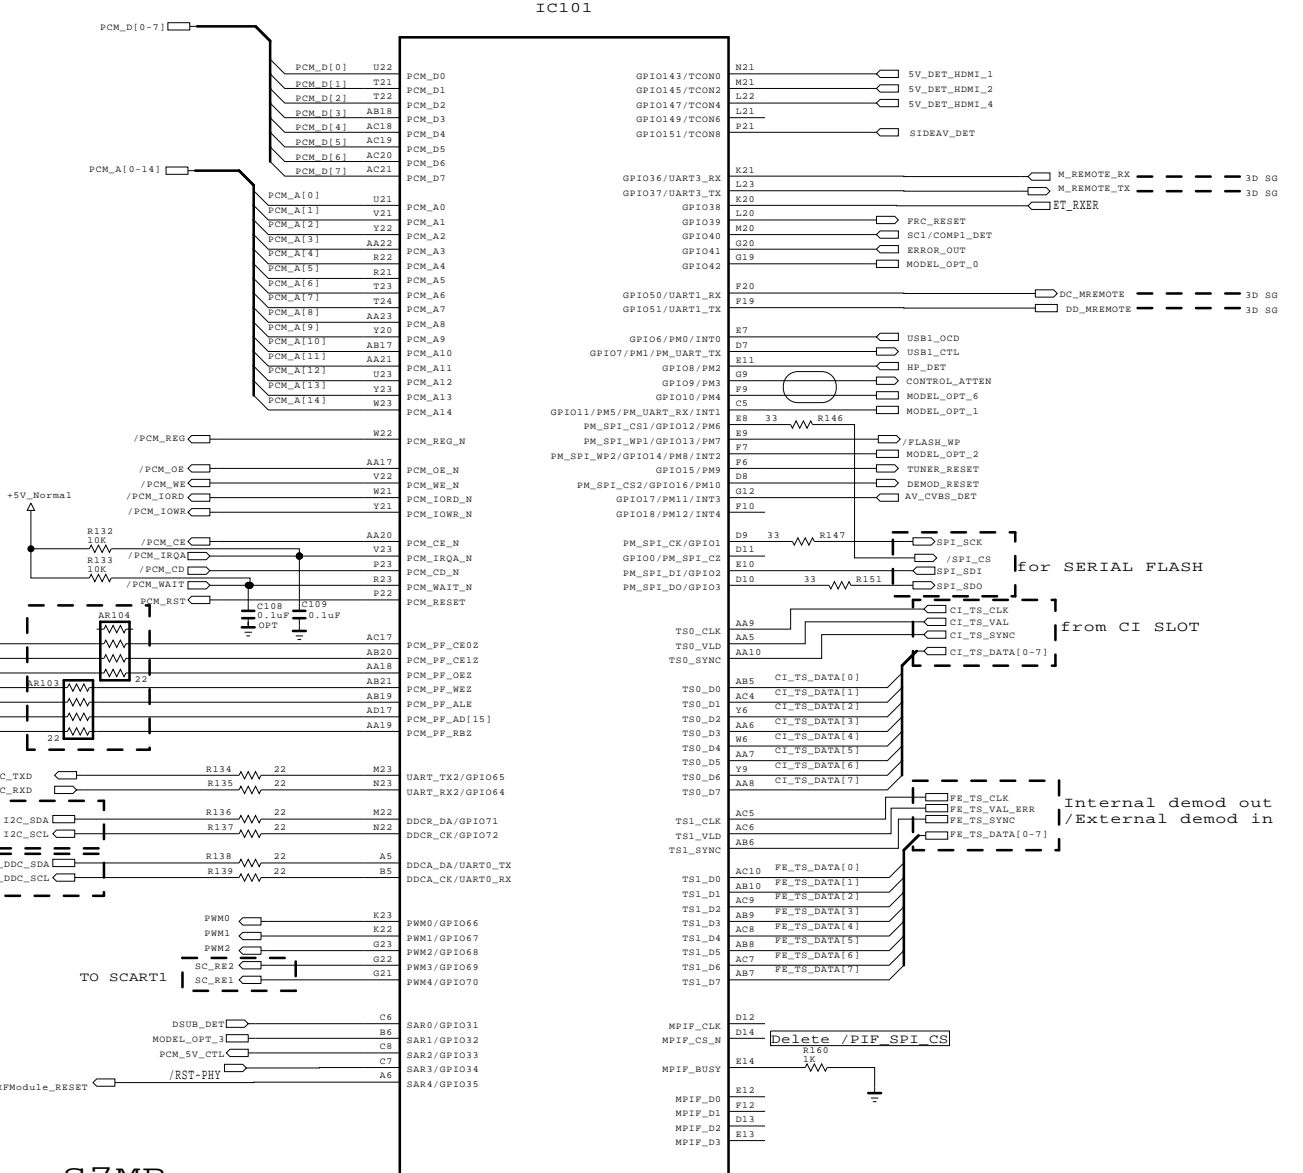 IC101
PCM_D[0-7]
PCM_D[0] U22 PCM_D0
PCM_D[1] T21 PCM_D1
PCM_D[2] T22 PCM_D2
PCM_D[3] AB18 PCM_D3
PCM_D[4] AC18 PCM_D4
PCM_D[5] AC19 PCM_D5
PCM_D[6] AC20 PCM_D6
PCM_D[7] AC21 PCM_D7
PCM_A[0-14]
PCM_A[0] U21 PCM_A0
PCM_A[1] V21 PCM_A1
PCM_A[2] Y22 PCM_A2
PCM_A[3] AA22 PCM_A3
PCM_A[4] R22 PCM_A4
PCM_A[5] R21 PCM_A5
PCM_A[6] T23 PCM_A6
PCM_A[7] T24 PCM_A7
PCM_A[8] AA23 PCM_A8
PCM_A[9] Y20 PCM_A9
PCM_A[10] AB17 PCM_A10
PCM_A[11] AA21 PCM_A11
PCM_A[12] U23 PCM_A12
PCM_A[13] Y23 PCM_A13
PCM_A[14] W23 PCM_A14
/PCM_REG W22 PCM_REG_N
/PCM_OE AA17 PCM_OE_N
/PCM_WE V22 PCM_WE_N
/PCM_IORD W21 PCM_IORD_N
/PCM_IOWR Y21 PCM_IOWR_N
+5V_Normal
R132
10K
R133
10K
/PCM_CE AA20 PCM_CE_N
/PCM_IRQA V23 PCM_IRQA_N
/PCM_CD P23 PCM_CD_N
/PCM_WAIT R23 PCM_WAIT_N
PCM_RST P22 PCM_RESET
C108
0.1uF
OPT
C109
0.1uF
AR104
22
AR103
22
AC17 PCM_PF_CE0Z
AB20 PCM_PF_CE1Z
AA18 PCM_PF_OEZ
AB21 PCM_PF_WEZ
AB19 PCM_PF_ALE
AD17 PCM_PF_AD[15]
AA19 PCM_PF_RBZ
C_TXD R134 22 M23 UART_TX2/GPIO65
C_RXD R135 22 N23 UART_RX2/GPIO64
I2C_SDA R136 22 M22 DDCR_DA/GPIO71
I2C_SCL R137 22 N22 DDCR_CK/GPIO72
_DDC_SDA R138 22 A5 DDCA_DA/UART0_TX
_DDC_SCL R139 22 B5 DDCA_CK/UART0_RX
PWM0 K23 PWM0/GPIO66
PWM1 K22 PWM1/GPIO67
PWM2 G23 PWM2/GPIO68
SC_RE2 G22 PWM3/GPIO69
TO SCART1
SC_RE1 G21 PWM4/GPIO70
DSUB_DET C6 SAR0/GPIO31
MODEL_OPT_3 B6 SAR1/GPIO32
PCM_5V_CTL C8 SAR2/GPIO33
/RST-PHY C7 SAR3/GPIO34
RFModule_RESET A6 SAR4/GPIO35
GPIO143/TCON0 N21 5V_DET_HDMI_1
GPIO145/TCON2 M21 5V_DET_HDMI_2
GPIO147/TCON4 L22 5V_DET_HDMI_4
GPIO149/TCON6 L21
GPIO151/TCON8 P21 SIDEAV_DET
GPIO36/UART3_RX K21 M_REMOTE_RX 3D SG
GPIO37/UART3_TX L23 M_REMOTE_TX 3D SG
GPIO38 K20 ET_RXER
GPIO39 L20 FRC_RESET
GPIO40 M20 SC1/COMP1_DET
GPIO41 G20 ERROR_OUT
GPIO42 G19 MODEL_OPT_0
GPIO50/UART1_RX F20 DC_MREMOTE 3D SG
GPIO51/UART1_TX F19 DD_MREMOTE 3D SG
GPIO6/PM0/INT0 E7 USB1_OCD
GPIO7/PM1/PM_UART_TX D7 USB1_CTL
GPIO8/PM2 E11 HP_DET
GPIO9/PM3 G9 CONTROL_ATTEN
GPIO10/PM4 F9 MODEL_OPT_6
GPIO11/PM5/PM_UART_RX/INT1 C5 MODEL_OPT_1
PM_SPI_CS1/GPIO12/PM6 E8 33 R146
PM_SPI_WP1/GPIO13/PM7 E9 /FLASH_WP
PM_SPI_WP2/GPIO14/PM8/INT2 F7 MODEL_OPT_2
GPIO15/PM9 F6 TUNER_RESET
PM_SPI_CS2/GPIO16/PM10 D8 DEMOD_RESET
GPIO17/PM11/INT3 G12 AV_CVBS_DET
GPIO18/PM12/INT4 F10
PM_SPI_CK/GPIO1 D9 33 R147 SPI_SCK
GPIO0/PM_SPI_CZ D11 /SPI_CS
for SERIAL FLASH
PM_SPI_DI/GPIO2 E10 SPI_SDI
PM_SPI_DO/GPIO3 D10 33 R151 SPI_SDO
TS0_CLK AA9 CI_TS_CLK
TS0_VLD AA5 CI_TS_VAL
from CI SLOT
TS0_SYNC AA10 CI_TS_SYNC
CI_TS_DATA[0-7]
TS0_D0 AB5 CI_TS_DATA[0]
TS0_D1 AC4 CI_TS_DATA[1]
TS0_D2 Y6 CI_TS_DATA[2]
TS0_D3 AA6 CI_TS_DATA[3]
TS0_D4 W6 CI_TS_DATA[4]
TS0_D5 AA7 CI_TS_DATA[5]
TS0_D6 Y9 CI_TS_DATA[6]
TS0_D7 AA8 CI_TS_DATA[7]
TS1_CLK AC5 FE_TS_CLK
TS1_VLD AC6 FE_TS_VAL_ERR
TS1_SYNC AB6 FE_TS_SYNC
FE_TS_DATA[0-7]
Internal demod out
/External demod in
TS1_D0 AC10 FE_TS_DATA[0]
TS1_D1 AB10 FE_TS_DATA[1]
TS1_D2 AC9 FE_TS_DATA[2]
TS1_D3 AB9 FE_TS_DATA[3]
TS1_D4 AC8 FE_TS_DATA[4]
TS1_D5 AB8 FE_TS_DATA[5]
TS1_D6 AC7 FE_TS_DATA[6]
TS1_D7 AB7 FE_TS_DATA[7]
MPIF_CLK D12
MPIF_CS_N D14 Delete /PIF_SPI_CS
R160
1K
MPIF_BUSY E14
MPIF_D0 E12
MPIF_D1 F12
MPIF_D2 D13
MPIF_D3 E13